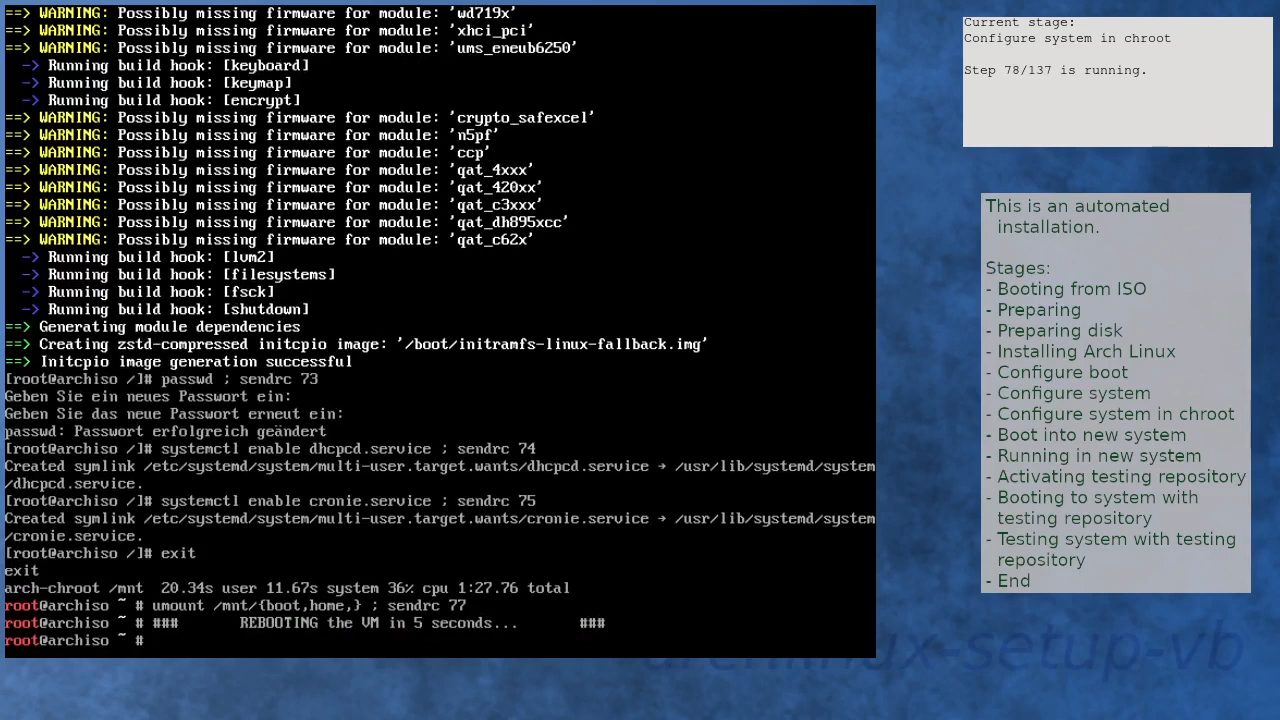 ==> WARNING: Possibly missing firmware for module: 'wd719x'
==> WARNING: Possibly missing firmware for module: 'xhci_pci'
==> WARNING: Possibly missing firmware for module: 'ums_eneub6250'
  -> Running build hook: [keyboard]
  -> Running build hook: [keymap]
  -> Running build hook: [encrypt]
==> WARNING: Possibly missing firmware for module: 'crypto_safexcel'
==> WARNING: Possibly missing firmware for module: 'n5pf'
==> WARNING: Possibly missing firmware for module: 'ccp'
==> WARNING: Possibly missing firmware for module: 'qat_4xxx'
==> WARNING: Possibly missing firmware for module: 'qat_420xx'
==> WARNING: Possibly missing firmware for module: 'qat_c3xxx'
==> WARNING: Possibly missing firmware for module: 'qat_dh895xcc'
==> WARNING: Possibly missing firmware for module: 'qat_c62x'
  -> Running build hook: [lvm2]
  -> Running build hook: [filesystems]
  -> Running build hook: [fsck]
  -> Running build hook: [shutdown]
==> Generating module dependencies
==> Creating zstd-compressed initcpio image: '/boot/initramfs-linux-fallback.img'
==> Initcpio image generation successful
[root@archiso /]# passwd ; sendrc 73
Geben Sie ein neues Passwort ein:
Geben Sie das neue Passwort erneut ein:
passwd: Passwort erfolgreich geändert
[root@archiso /]# systemctl enable dhcpcd.service ; sendrc 74
Created symlink /etc/systemd/system/multi-user.target.wants/dhcpcd.service → /usr/lib/systemd/system
/dhcpcd.service.
[root@archiso /]# systemctl enable cronie.service ; sendrc 75
Created symlink /etc/systemd/system/multi-user.target.wants/cronie.service → /usr/lib/systemd/system
/cronie.service.
[root@archiso /]# exit
exit
arch-chroot /mnt  20.34s user 11.67s system 36% cpu 1:27.76 total
root@archiso ~ # umount /mnt/{boot,home,} ; sendrc 77
root@archiso ~ # ###       REBOOTING the VM in 5 seconds...       ###
root@archiso ~ #
Current stage:
Configure system in chroot
Step 78/137 is running.
This is an automated
installation.
Stages:
- Booting from ISO
- Preparing
- Preparing disk
- Installing Arch Linux
- Configure boot
- Configure system
- Configure system in chroot
- Boot into new system
- Running in new system
- Activating testing repository
- Booting to system with
testing repository
- Testing system with testing
repository
- End
archlinux-setup-vb